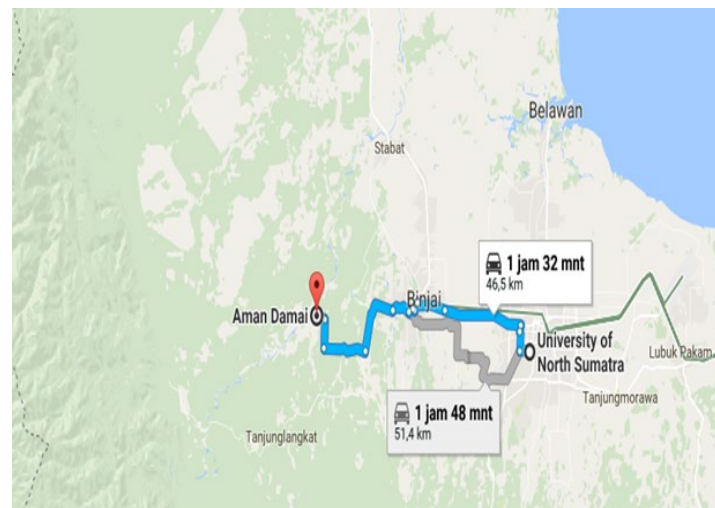 Belawan
Stabat
1 jam 32 mnt
46,5 km
Binjai
Aman Damai
University of
North Sumatra
Lubuk Pakam
1 jam 48 mnt
51,4 km
Tanjungmorawa
Tanjunglangkat